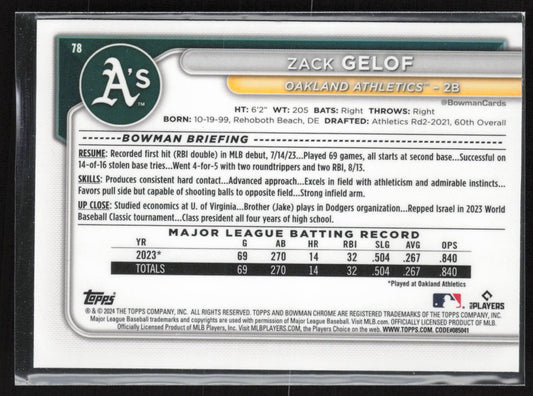 78
A's
TM
ZACK GELOF
OAKLAND ATHLETICS™ – 2B
@BowmanCards
HT: 6'2" WT: 205 BATS: Right THROWS: Right
BORN: 10-19-99, Rehoboth Beach, DE DRAFTED: Athletics Rd2-2021, 60th Overall
BOWMAN BRIEFING
RESUME: Recorded first hit (RBI double) in MLB debut, 7/14/23...Played 69 games, all starts at second base...Successful on
14-of-16 stolen base tries...Went 4-for-5 with two roundtrippers and two RBI, 8/13.
SKILLS: Produces consistent hard contact...Advanced approach...Excels in field with athleticism and admirable instincts...
Favors pull side but capable of shooting balls to opposite field...Strong infield arm.
UP CLOSE: Studied economics at U. of Virginia...Brother (Jake) plays in Dodgers organization...Repped Israel in 2023 World
Baseball Classic tournament...Class president all four years of high school.
MAJOR LEAGUE BATTING RECORD
YR G AB HR RBI SLG AVG OPS
2023* 69 270 14 32 .504 .267 .840
TOTALS 69 270 14 32 .504 .267 .840
*Played at Oakland Athletics
Topps
PLAYERS
® & © 2024 THE TOPPS COMPANY, INC. ALL RIGHTS RESERVED. TOPPS AND BOWMAN CHROME ARE REGISTERED TRADEMARKS OF THE TOPPS COMPANY, INC.
Major League Baseball trademarks and copyrights are used with permission of Major League Baseball. Visit MLB.com. OFFICIALLY LICENSED PRODUCT OF MLB
Officially Licensed Product of MLB Players, Inc. Visit MLBPLAYERS.com, the Players Choice on the web. WWW.TOPPS.COM. CODE#085041